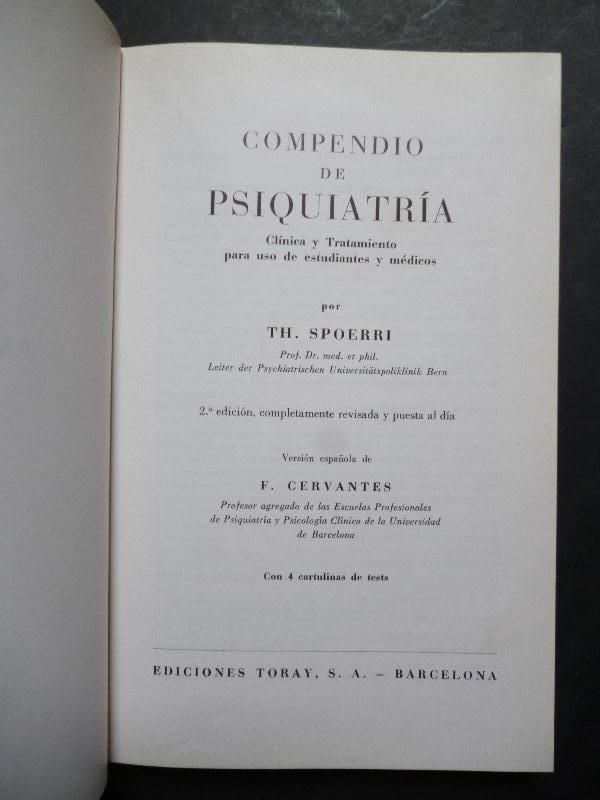 COMPENDIO
DE
PSIQUIATRÍA
Clínica y Tratamiento
para uso de estudiantes y médicos
por
TH. SPOERRI
Prof. Dr. med. et phil.
Leiter der Psychiatrischen Universitätspoliklinik Bern
2.ª edición, completamente revisada y puesta al día
Versión española de
F. CERVANTES
Profesor agregado de las Escuelas Profesionales
de Psiquiatría y Psicología Clínica de la Universidad
de Barcelona
Con 4 cartulinas de tests
EDICIONES TORAY, S. A. – BARCELONA